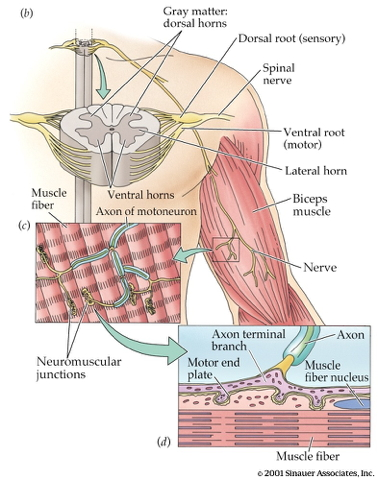 (b)
Gray matter:
dorsal horns
Dorsal root (sensory)
Spinal
nerve
Ventral root
(motor)
Lateral horn
Ventral horns
Biceps
muscle
Muscle
fiber
Axon of motoneuron
(c)
Nerve
Neuromuscular
junctions
Axon terminal
branch
Axon
Motor end
plate
Muscle
fiber nucleus
(d)
Muscle fiber
© 2001 Sinauer Associates, Inc.